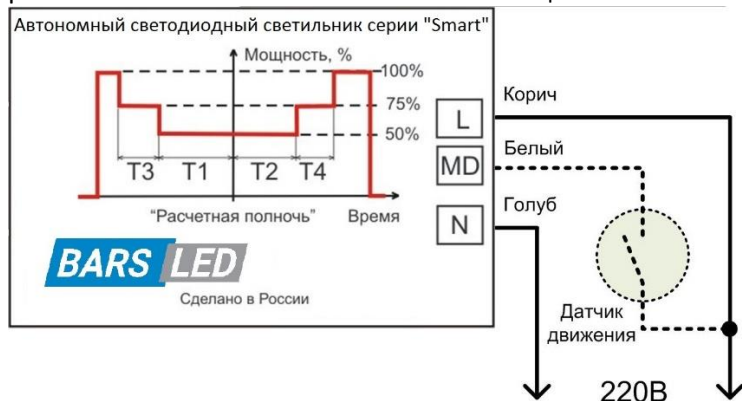 Автономный светодиодный светильник серии "Smart"
Мощность, %
100%
75%
50%
T3 T1 T2 T4
"Расчетная полночь" Время
BARS LED
Сделано в России
L
MD
N
Корич
Белый
Голуб
Датчик
движения
220В